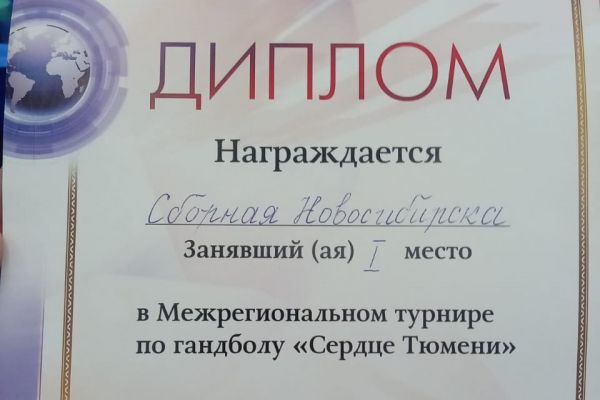 ДИПЛОМ
Награждается
Сборная Новосибирска
Занявший (ая) I место
в Межрегиональном турнире
по гандболу «Сердце Тюмени»